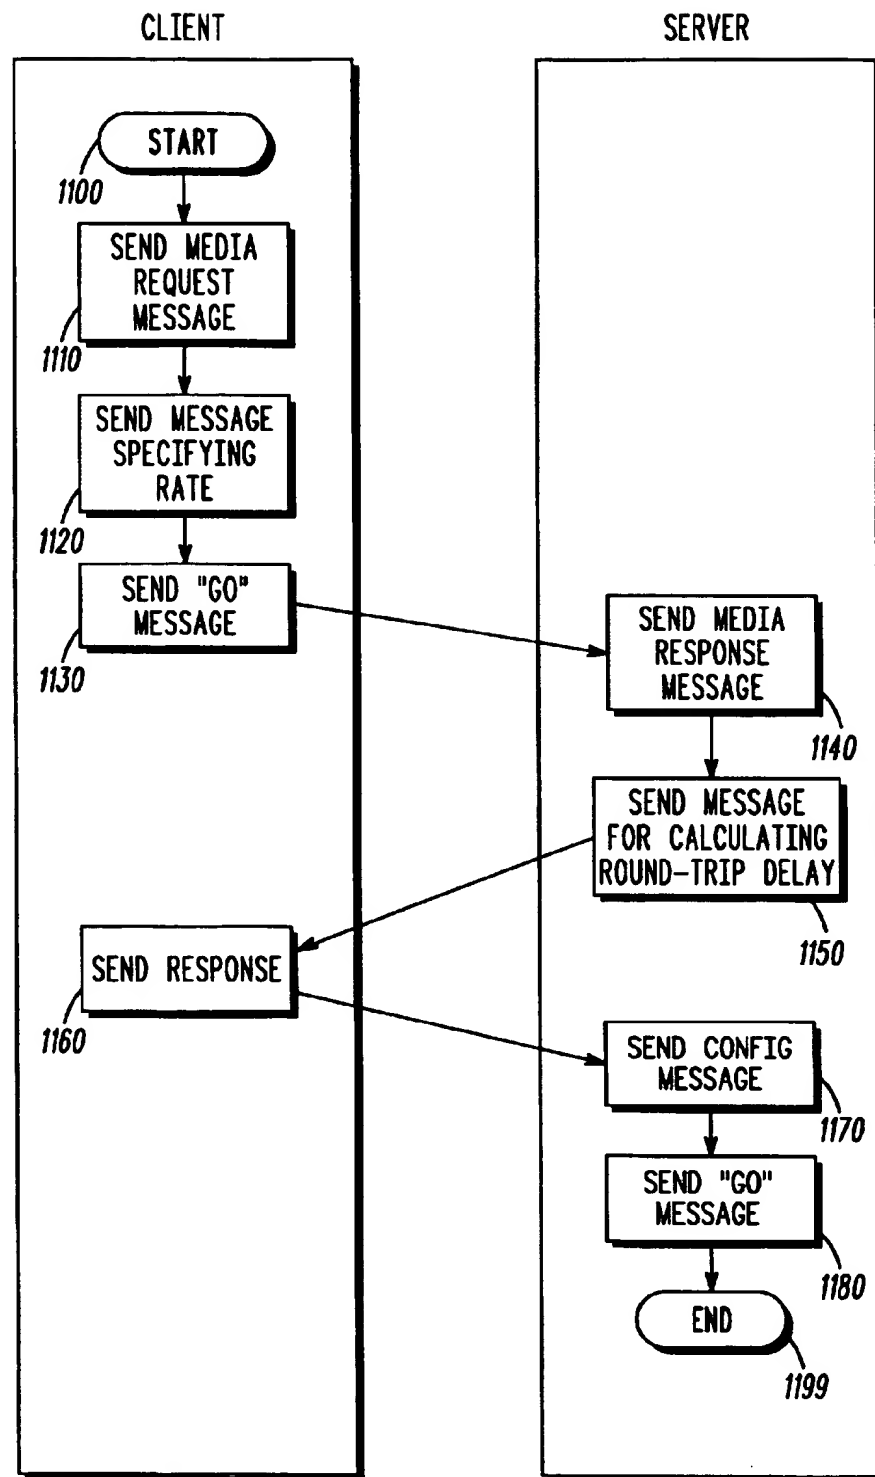 CLIENT
SERVER
START
1100
SEND MEDIA
REQUEST
MESSAGE
1110
SEND MESSAGE
SPECIFYING
RATE
1120
SEND "GO"
MESSAGE
1130
SEND MEDIA
RESPONSE
MESSAGE
1140
SEND MESSAGE
FOR CALCULATING
ROUND-TRIP DELAY
1150
SEND RESPONSE
1160
SEND CONFIG
MESSAGE
1170
SEND "GO"
MESSAGE
1180
END
1199